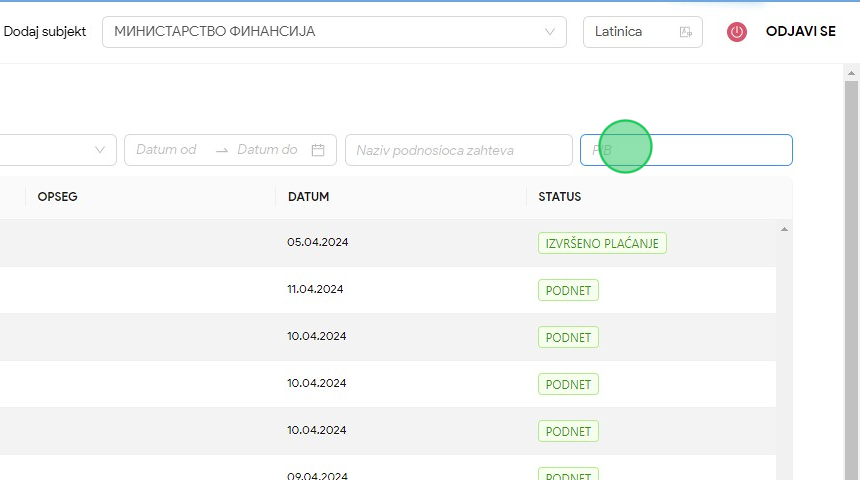 Dodaj subjekt МИНИСТАРСТВО ФИНАНСИЈА Latinica ODJAVI SE
Datum od Datum do Naziv podnosioca zahteva PIB
OPSEG DATUM STATUS
05.04.2024 IZVRŠENO PLAĆANJE
11.04.2024 PODNET
10.04.2024 PODNET
10.04.2024 PODNET
10.04.2024 PODNET
09.04.2024 PODNET